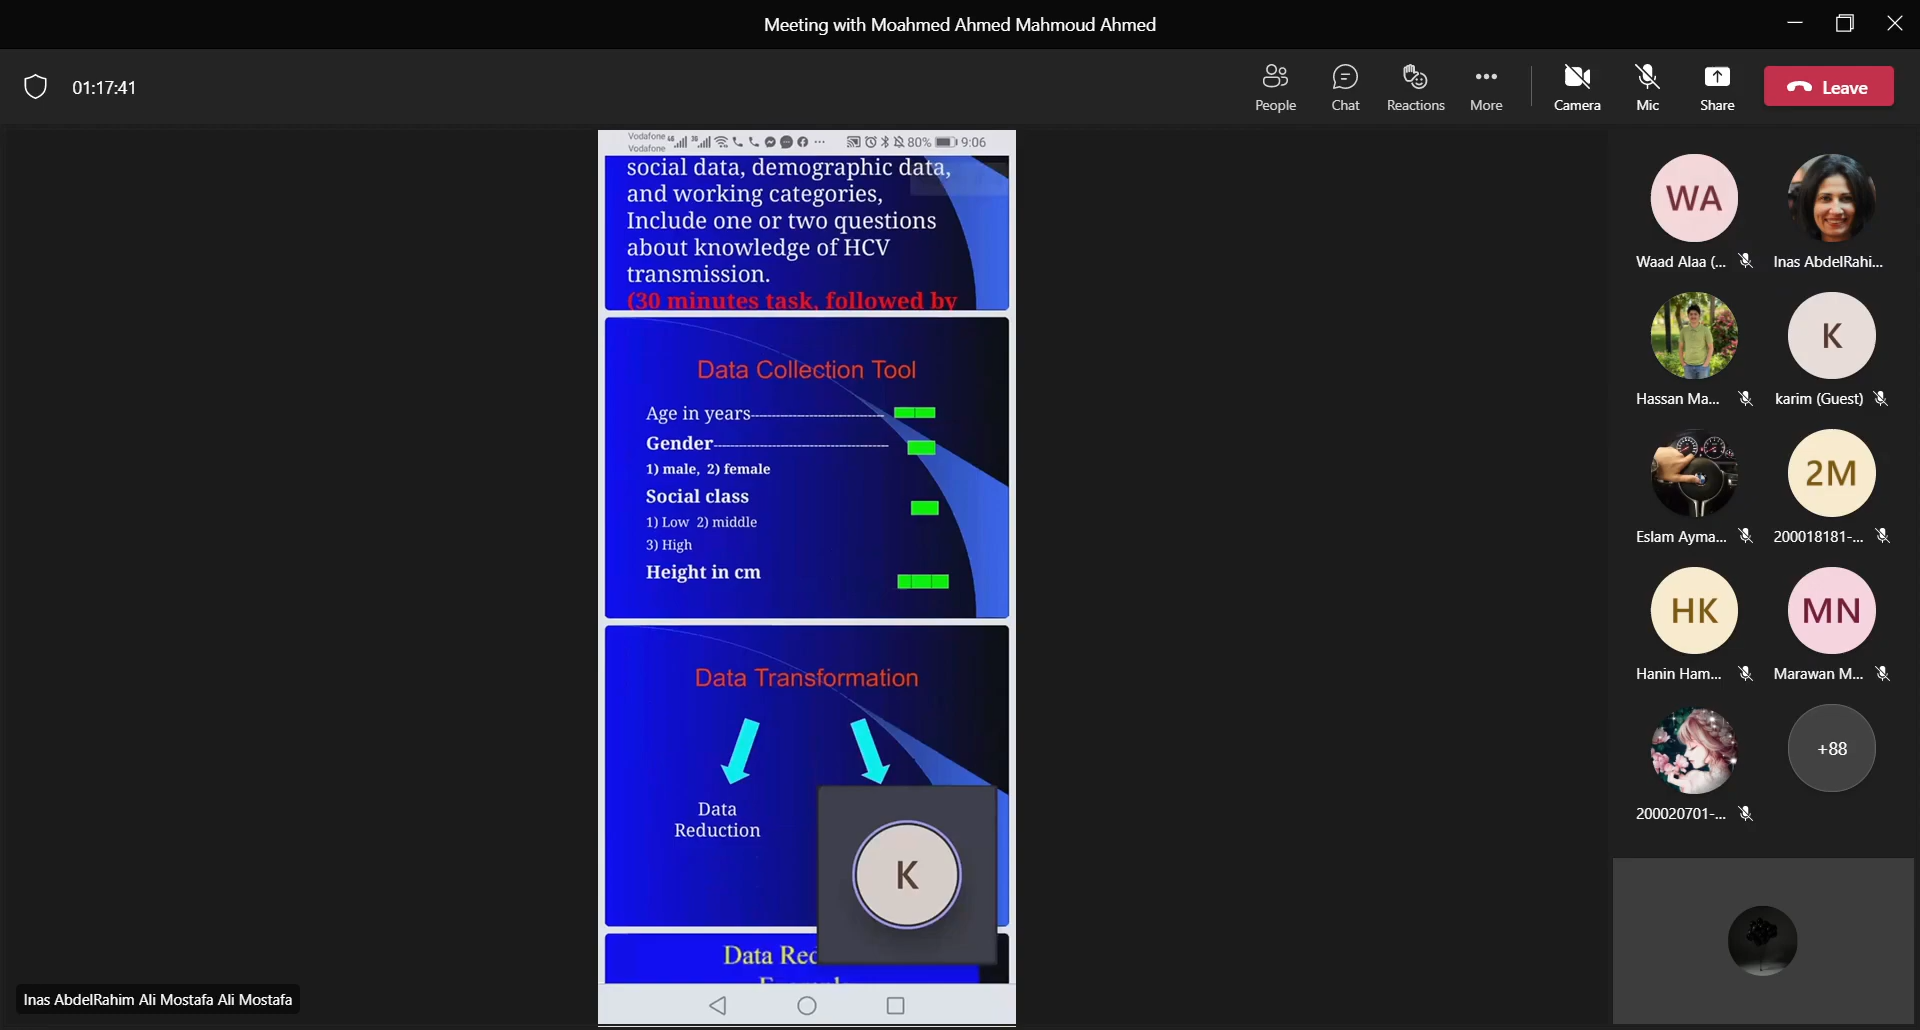 Meeting with Moahmed Ahmed Mahmoud Ahmed
01:17:41
People
Chat
Reactions
More
Camera
Mic
Share
Leave
Vodafone
Vodafone
80%
9:06
social data, demographic data,
and working categories,
Include one or two questions
about knowledge of HCV
transmission.
(30 minutes task, followed by
Data Collection Tool
Age in years
Gender
1) male, 2) female
Social class
1) Low 2) middle
3) High
Height in cm
Data Transformation
Data
Reduction
K
Data Red
Inas AbdelRahim Ali Mostafa Ali Mostafa
WA
Waad Alaa (...
Inas AbdelRahi...
Hassan Ma...
K
karim (Guest)
Eslam Ayma...
2M
200018181-...
HK
Hanin Ham...
MN
Marawan M...
200020701-...
+88